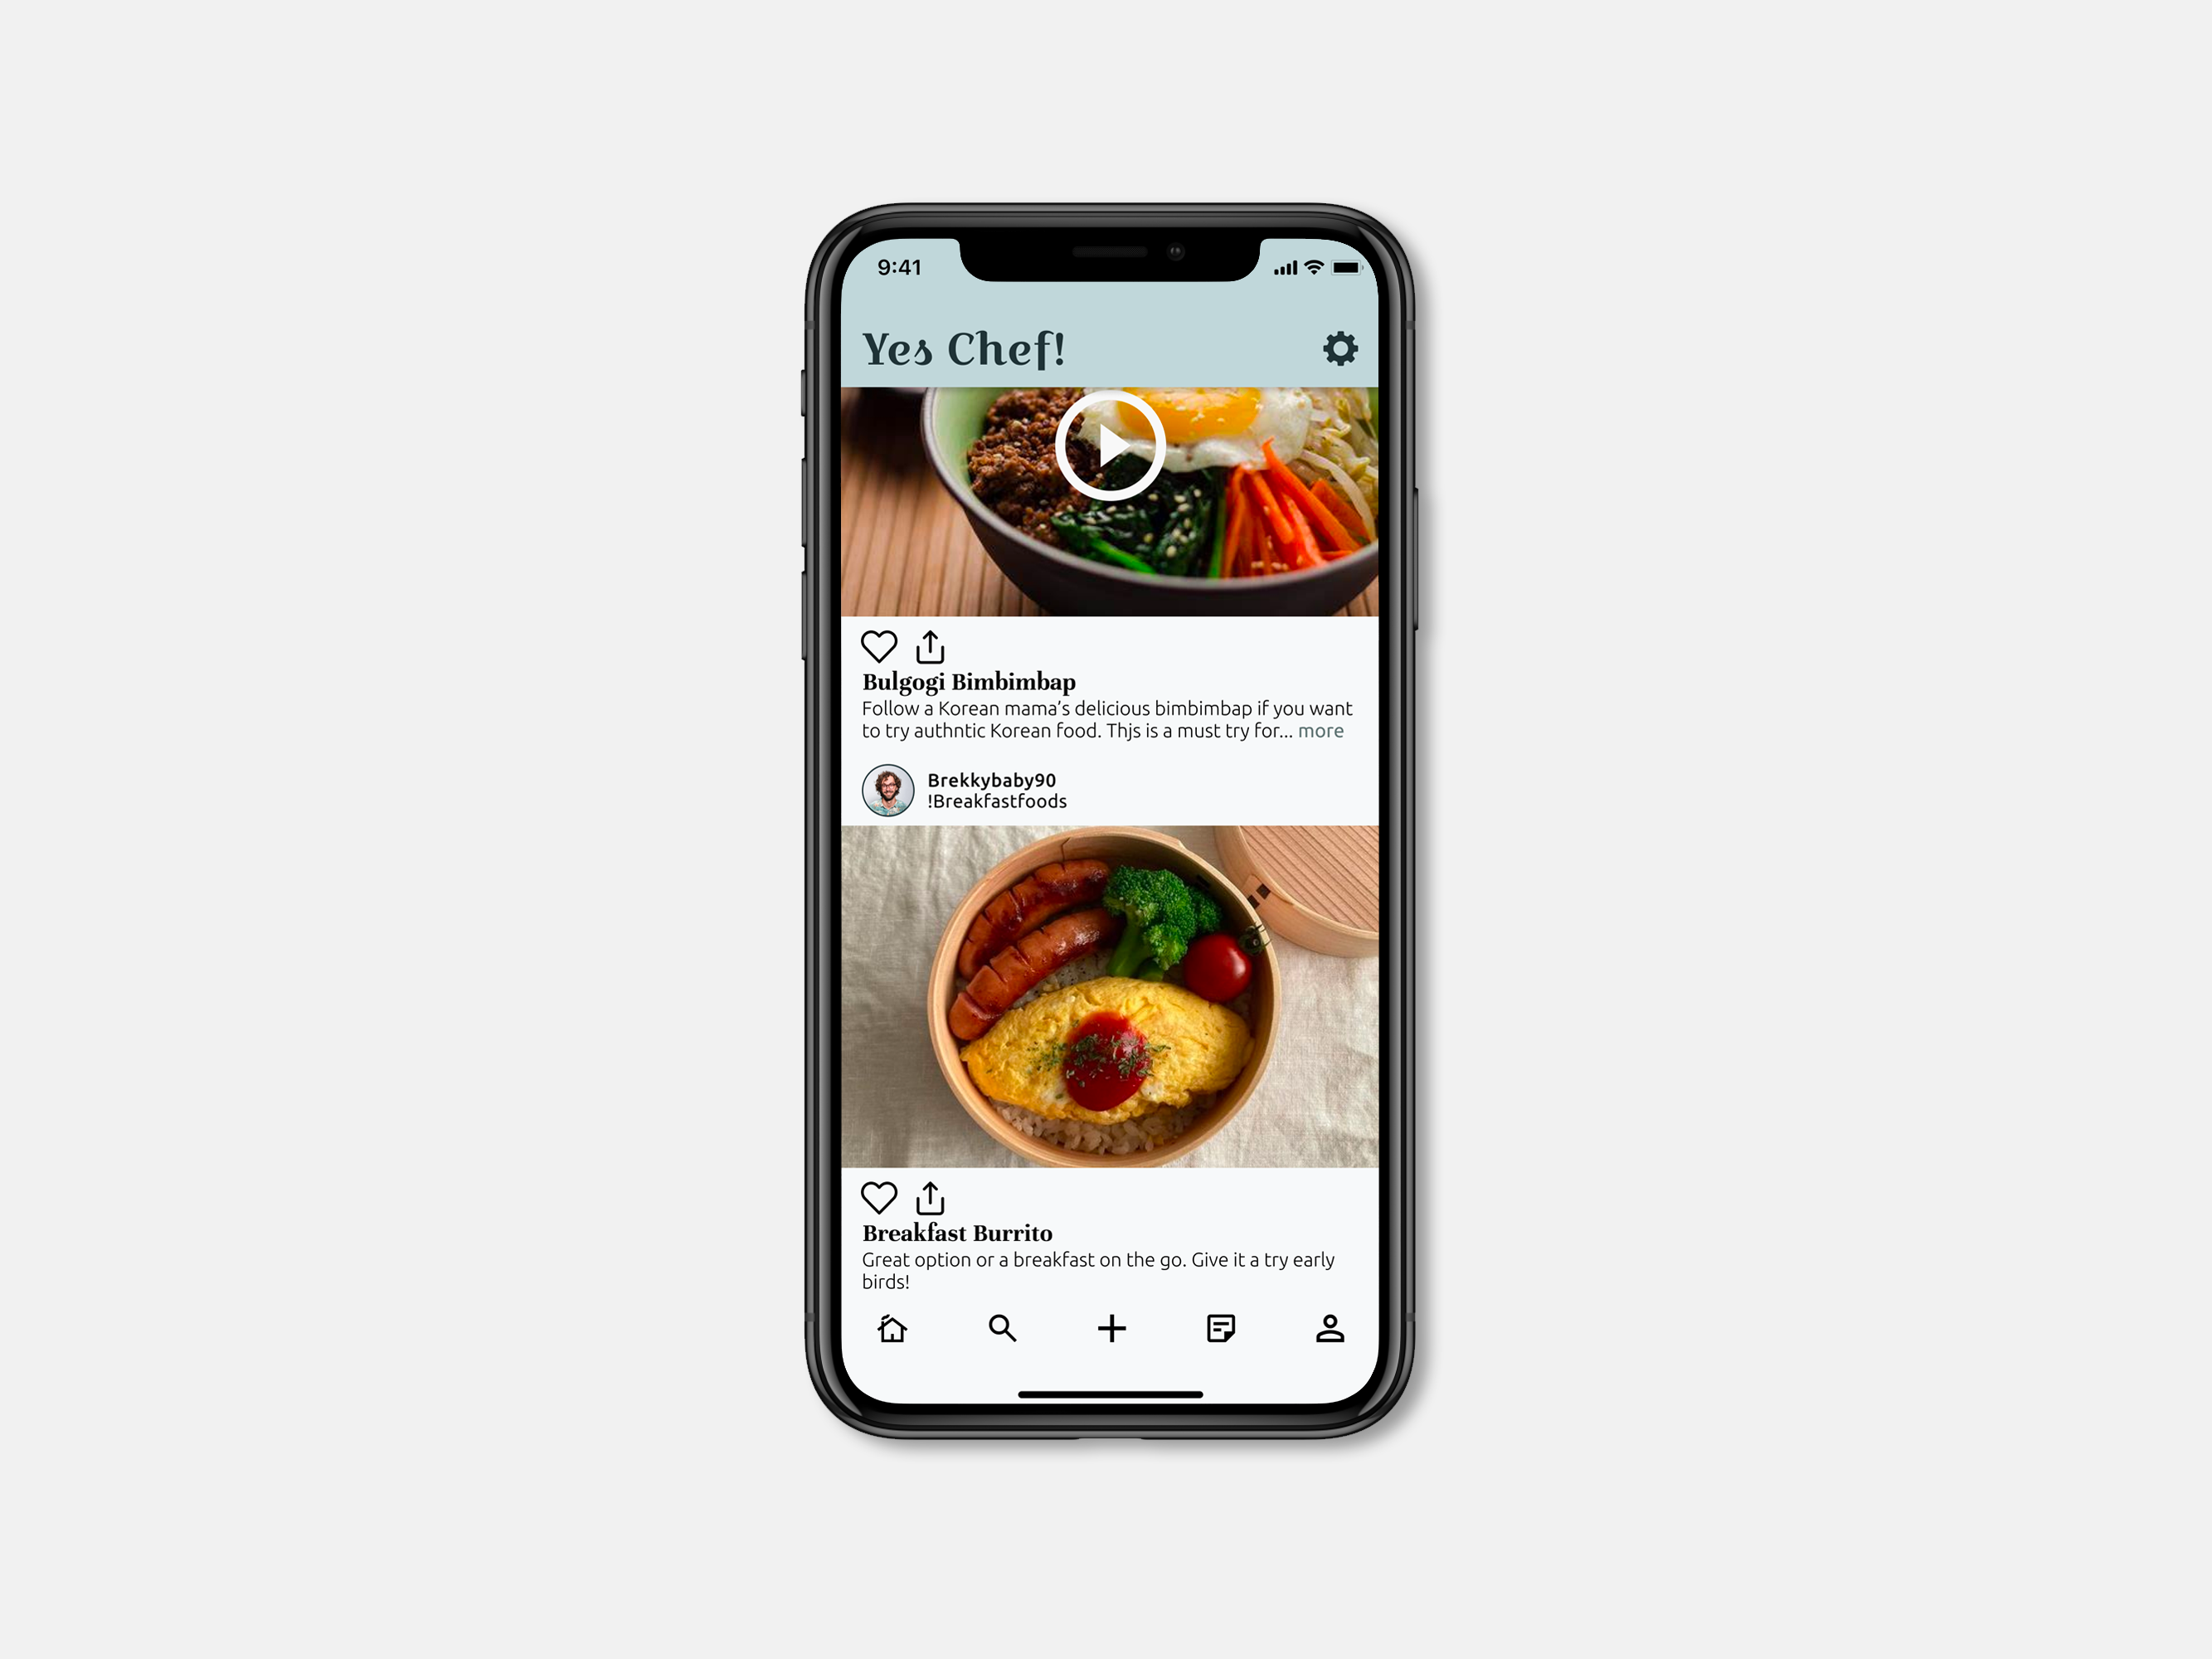 9:41
Yes Chef!
Bulgogi Bimbimbap
Follow a Korean mama's delicious bimbimbap if you want
to try authntic Korean food. Thjs is a must try for... more
Brekkybaby90
!Breakfastfoods
Breakfast Burrito
Great option or a breakfast on the go. Give it a try early
birds!